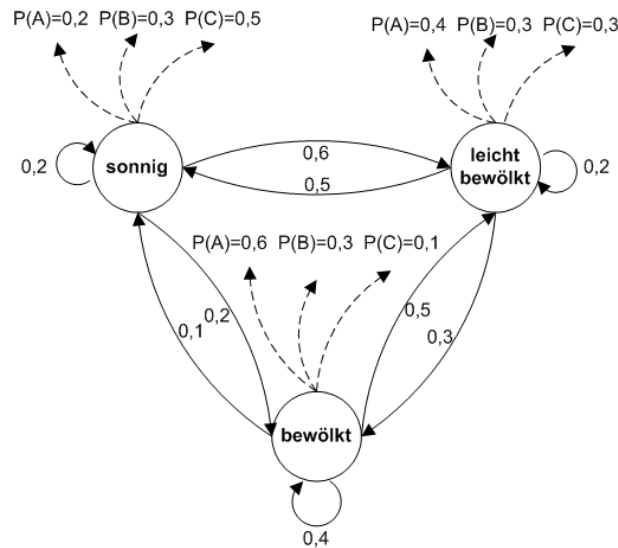 P(A)=0,2 P(B)=0,3 P(C)=0,5
P(A)=0,4 P(B)=0,3 P(C)=0,3
0,2
sonnig
0,6
0,5
leicht
bewölkt
0,2
P(A)=0,6 P(B)=0,3 P(C)=0,1
0,1
0,2
0,5
0,3
bewölkt
0,4